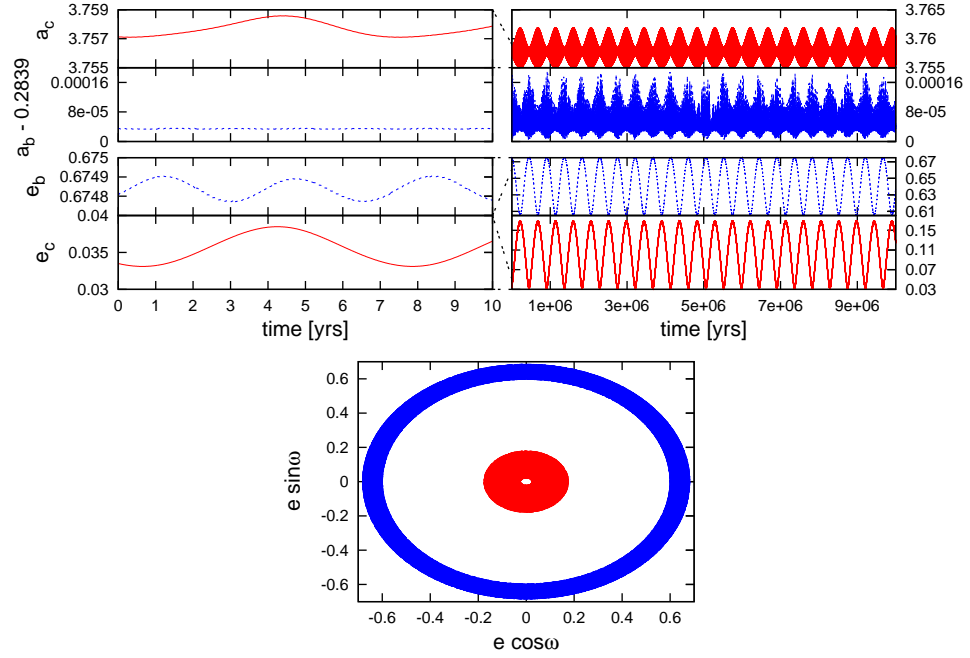 3.759 3.765
a_c 3.757 3.76
3.755 3.755
0.00016 0.00016
a_b - 0.2839 8e-05 8e-05
0 0
0.675 0.67
e_b 0.6749 0.65
0.6748 0.63
0.04 0.61
e_c 0.035 0.15
0.11
0.07
0.03 0.03
0 1 2 3 4 5 6 7 8 9 10 1e+06 3e+06 5e+06 7e+06 9e+06
time [yrs] time [yrs]
0.6
0.4
0.2
e sinω 0
-0.2
-0.4
-0.6
-0.6 -0.4 -0.2 0 0.2 0.4 0.6
e cosω